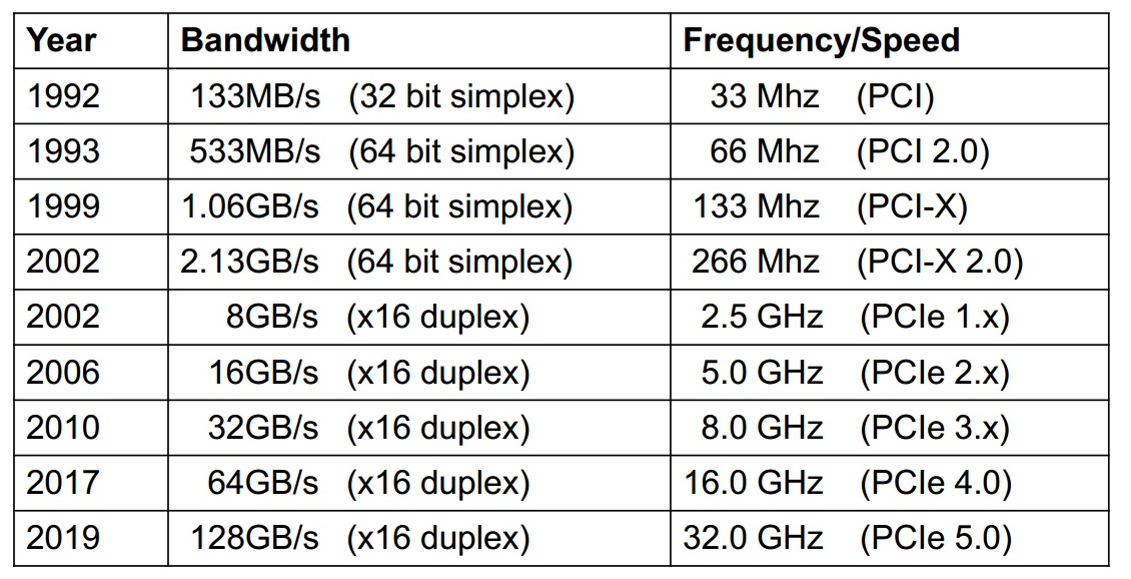 Year Bandwidth Frequency/Speed
1992 133MB/s (32 bit simplex) 33 Mhz (PCI)
1993 533MB/s (64 bit simplex) 66 Mhz (PCI 2.0)
1999 1.06GB/s (64 bit simplex) 133 Mhz (PCI-X)
2002 2.13GB/s (64 bit simplex) 266 Mhz (PCI-X 2.0)
2002 8GB/s (x16 duplex) 2.5 GHz (PCIe 1.x)
2006 16GB/s (x16 duplex) 5.0 GHz (PCIe 2.x)
2010 32GB/s (x16 duplex) 8.0 GHz (PCIe 3.x)
2017 64GB/s (x16 duplex) 16.0 GHz (PCIe 4.0)
2019 128GB/s (x16 duplex) 32.0 GHz (PCIe 5.0)